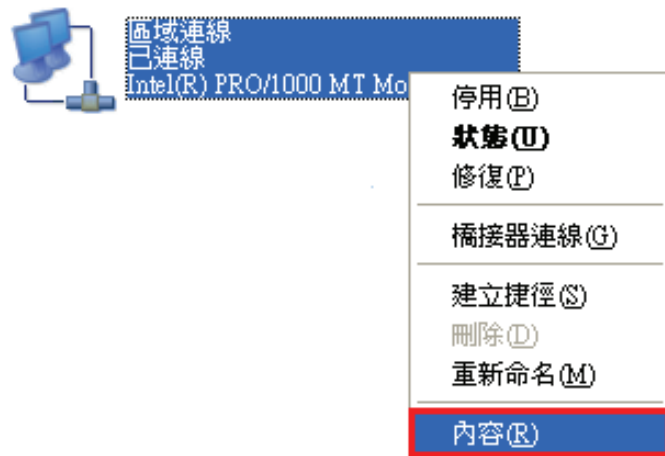 區域連線
已連線
Intel(R) PRO/1000 MT Mo
停用(B)
狀態(U)
修復(P)
橋接器連線(G)
建立捷徑(S)
刪除(D)
重新命名(M)
內容(R)